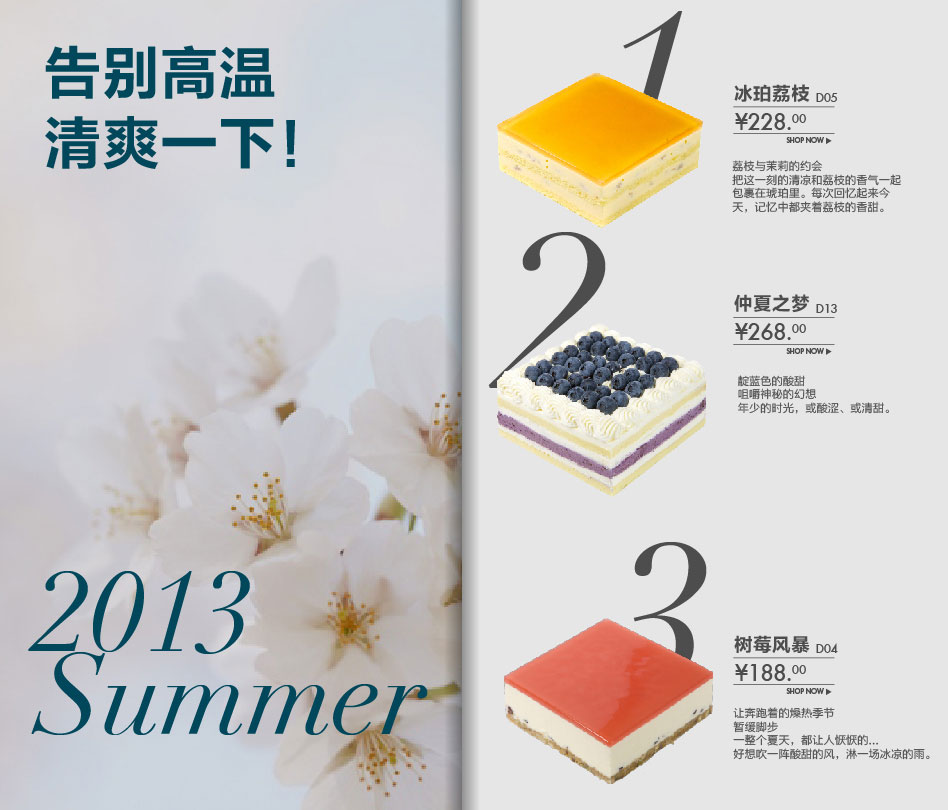 告别高温
清爽一下！
2013
Summer
1
冰珀荔枝 D05
¥228.00
SHOP NOW ▶
荔枝与茉莉的约会
把这一刻的清凉和荔枝的香气一起
包裹在琥珀里。每次回忆起来今
天，记忆中都夹着荔枝的香甜。
2
仲夏之梦 D13
¥268.00
SHOP NOW ▶
靛蓝色的酸甜
咀嚼神秘的幻想
年少的时光，或酸涩、或清甜。
3
树莓风暴 D04
¥188.00
SHOP NOW ▶
让奔跑着的燥热季节
暂缓脚步
一整个夏天，都让人恹恹的...
好想吹一阵酸甜的风，淋一场冰凉的雨。